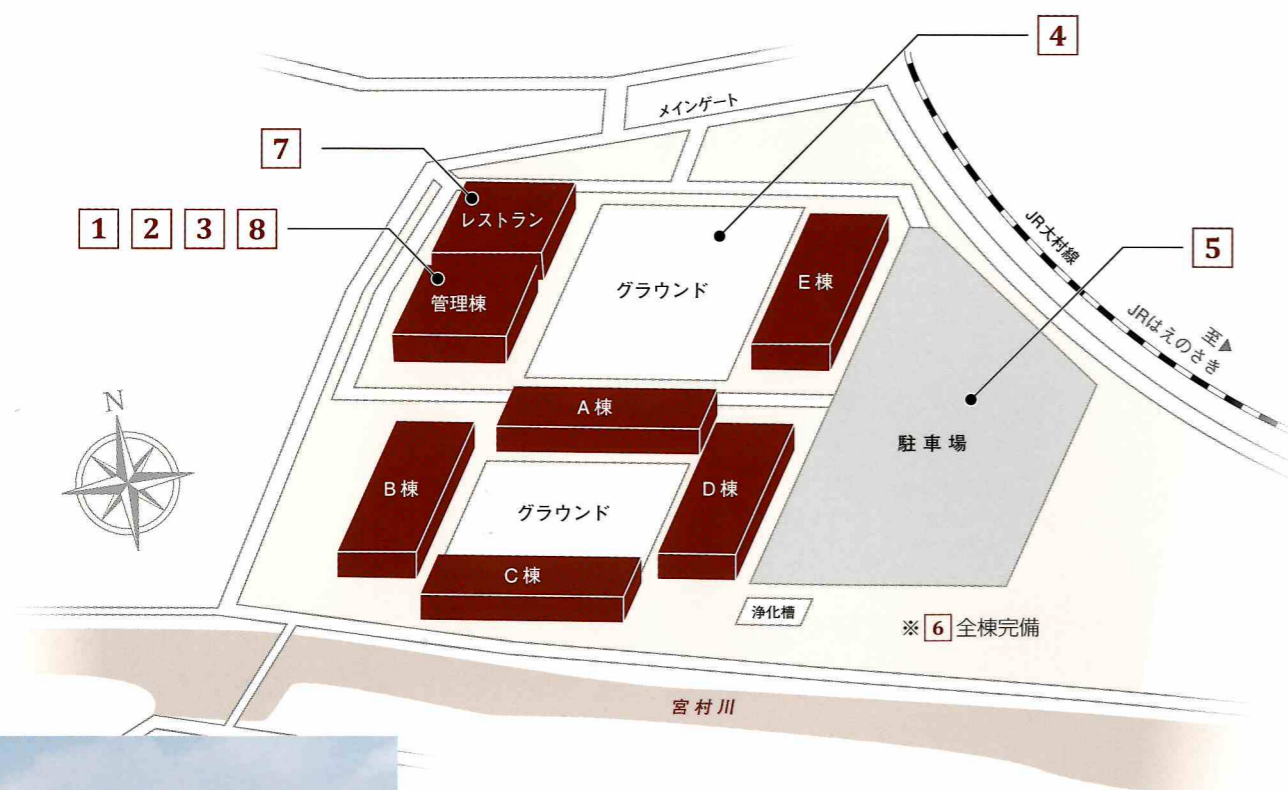 4
メインゲート
7
レストラン
1 2 3 8
管理棟
グラウンド
E棟
JR大村線
5
JRはえのさき
至▶
N
A棟
駐車場
B棟
D棟
グラウンド
C棟
浄化槽
※6全棟完備
宮村川